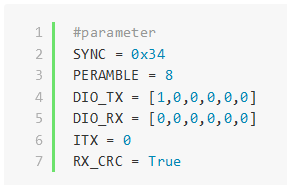 1 #parameter
2 SYNC = 0x34
3 PERAMBLE = 8
4 DIO_TX = [1,0,0,0,0,0]
5 DIO_RX = [0,0,0,0,0,0]
6 ITX = 0
7 RX_CRC = True